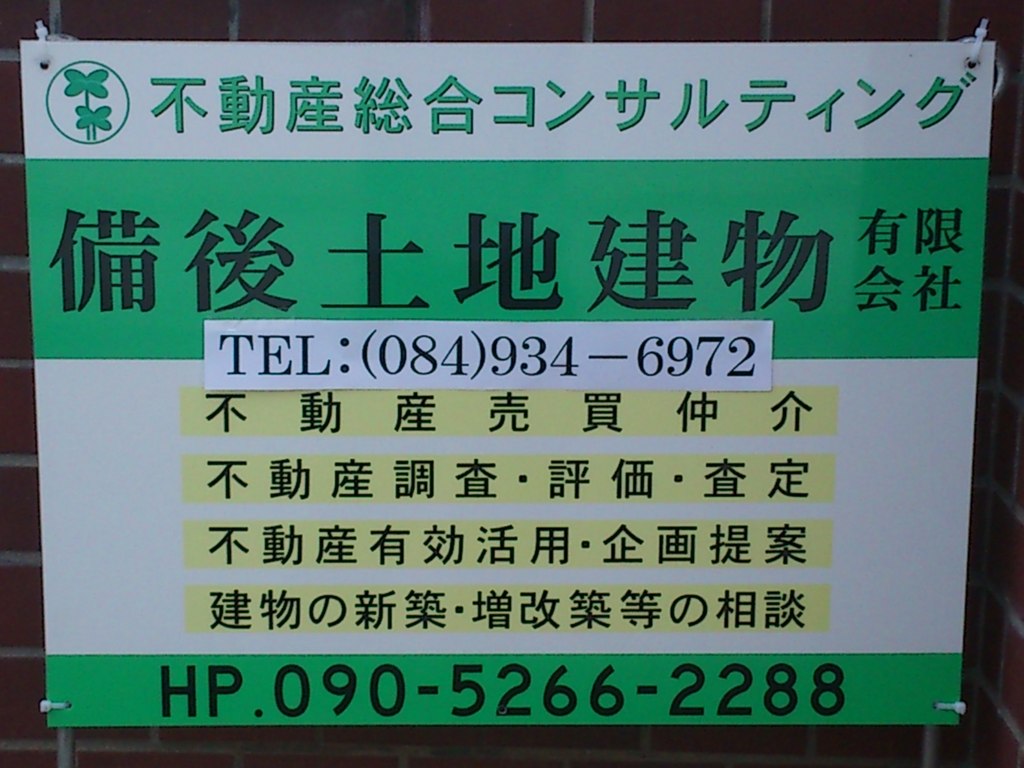 不動産総合コンサルティング
備後土地建物 有限会社
TEL:(084)934-6972
不動産売買仲介
不動産調査・評価・査定
不動産有効活用・企画提案
建物の新築・増改築等の相談
HP.090-5266-2288